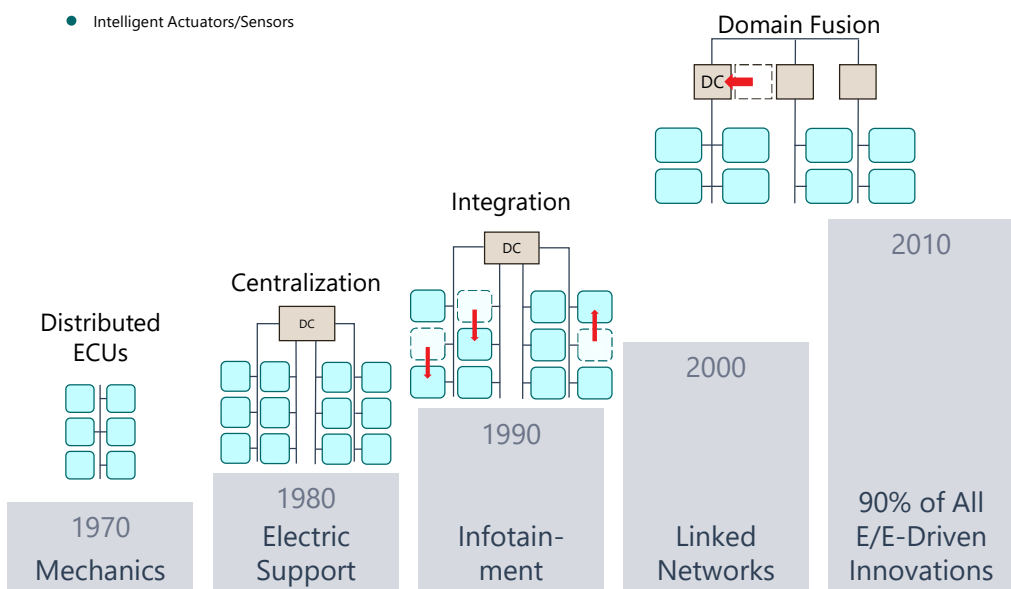 Intelligent Actuators/Sensors
Domain Fusion
DC
Integration
DC
2010
Centralization
DC
Distributed
ECUs
2000
1990
1980
1970
Mechanics
Electric
Support
Infotain-
ment
Linked
Networks
90% of All
E/E-Driven
Innovations